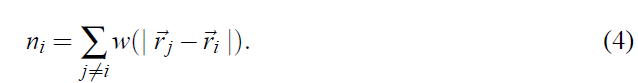 $n_i = \sum_{j \neq i} w(|\vec{r}_j - \vec{r}_i|).$ (4)